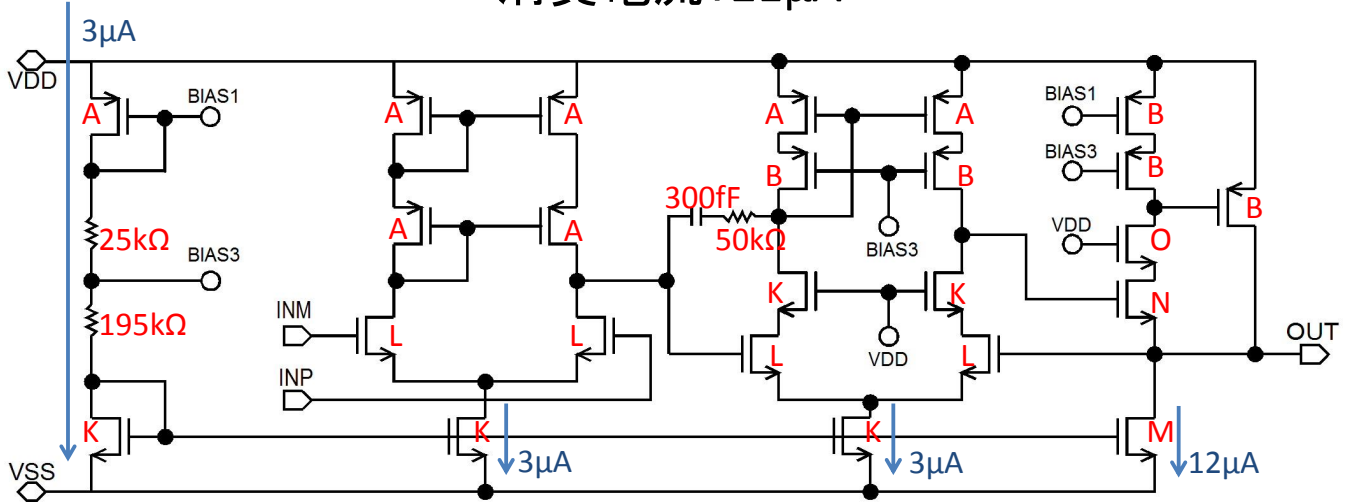 3μA
VDD
A
BIAS1
A
A
A
A
BIAS1
B
25kΩ
BIAS3
A
A
300fF
50kΩ
B
B
BIAS3
BIAS3
B
B
VDD
O
195kΩ
INM
L
L
K
K
N
INP
VDD
L
L
OUT
K
K
3μA
K
3μA
M
12μA
VSS